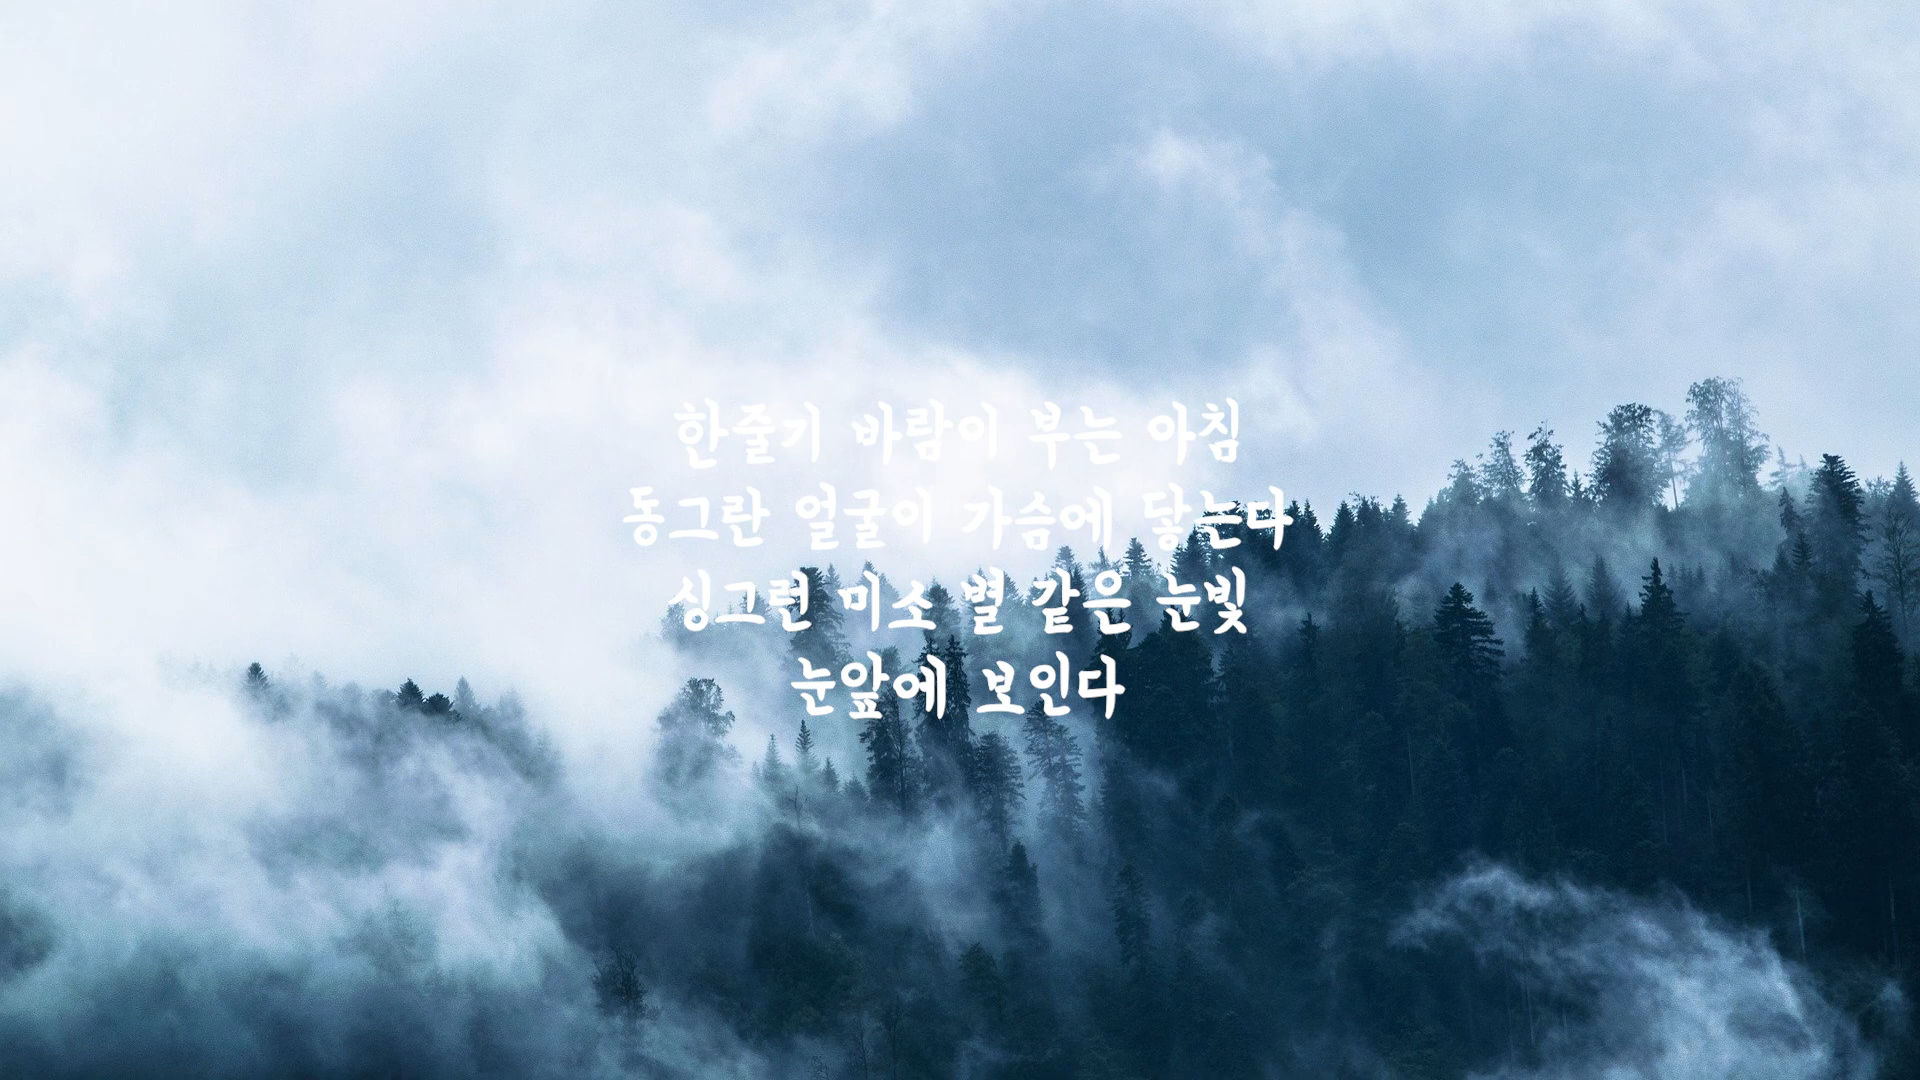 한줄기 바람이 부는 아침
동그란 얼굴이 가슴에 닿는다
싱그런 미소 별 같은 눈빛
눈앞에 보인다